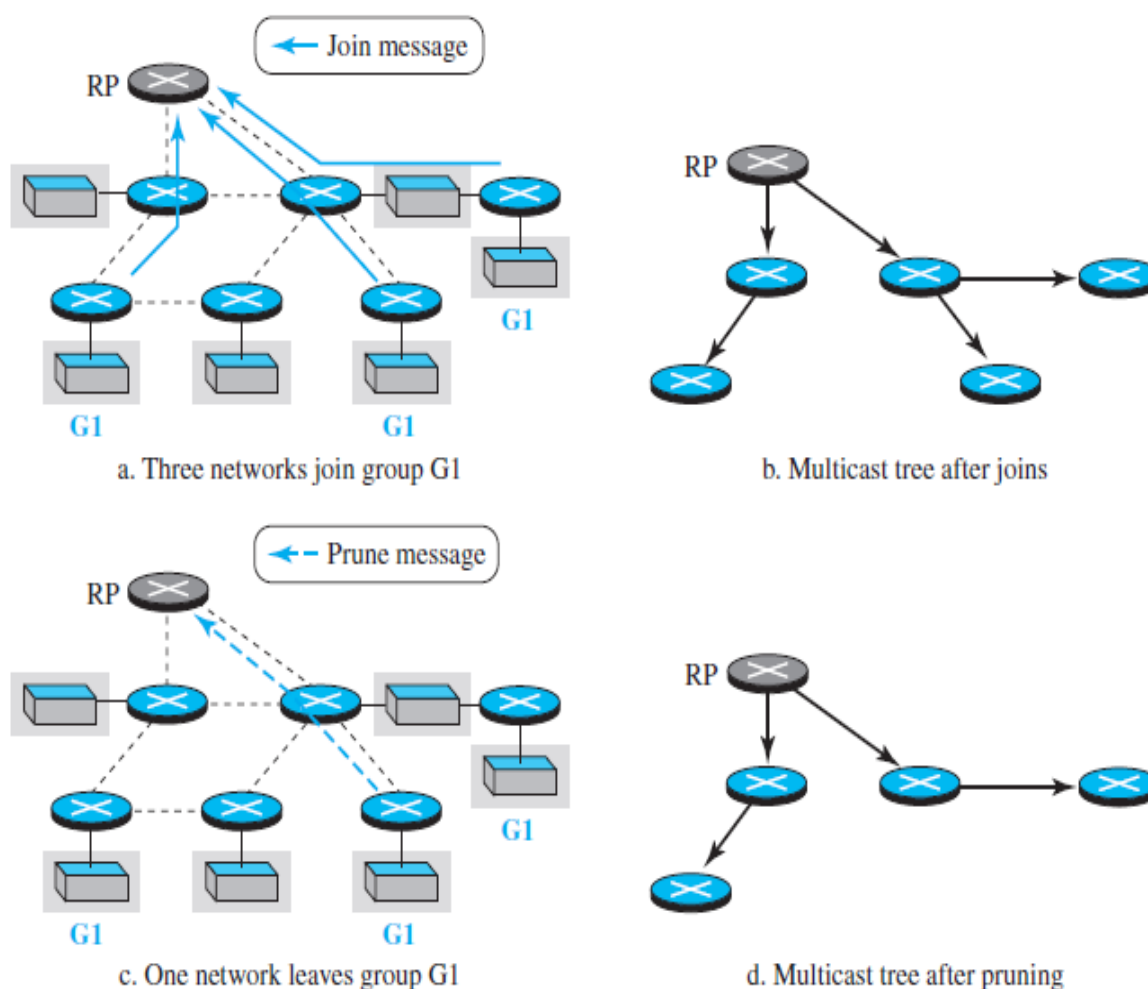 Join message
RP
G1
G1
G1
a. Three networks join group G1
RP
b. Multicast tree after joins
Prune message
RP
G1
G1
G1
c. One network leaves group G1
RP
d. Multicast tree after pruning